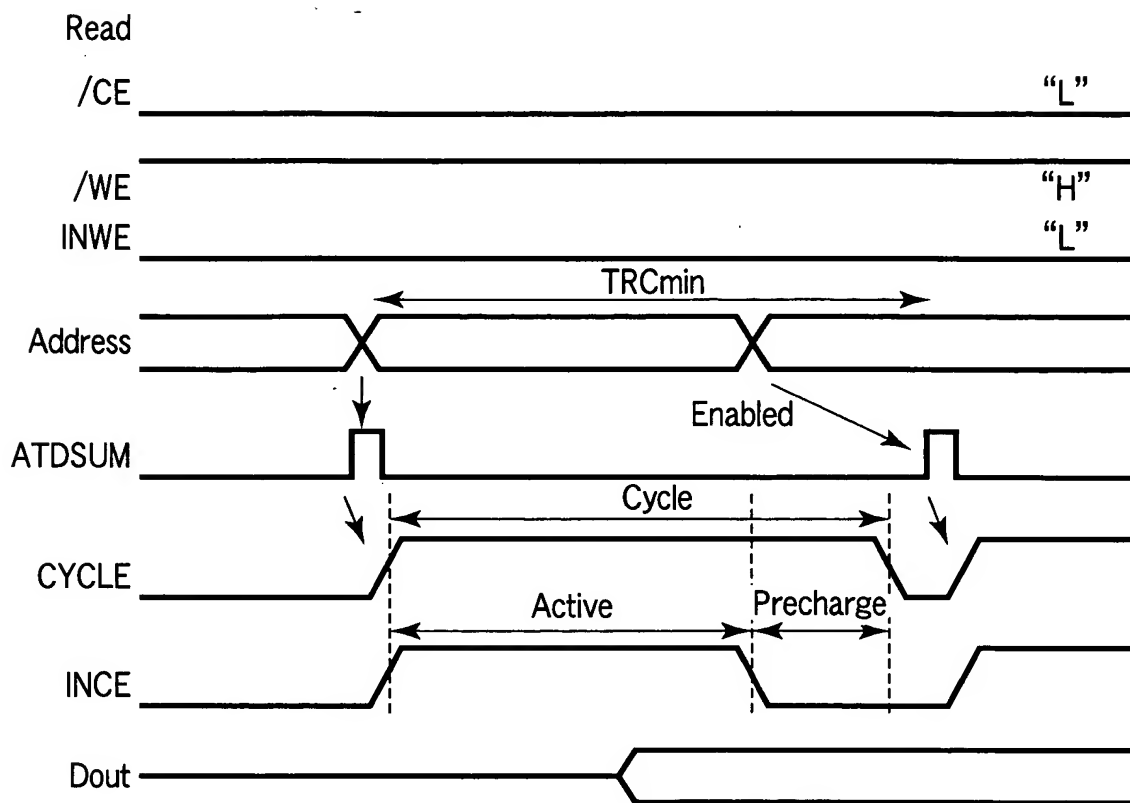 Read
/CE “L”
/WE “H”
INWE “L”
TRCmin
Address
Enabled
ATDSUM
Cycle
CYCLE
Active Precharge
INCE
Dout